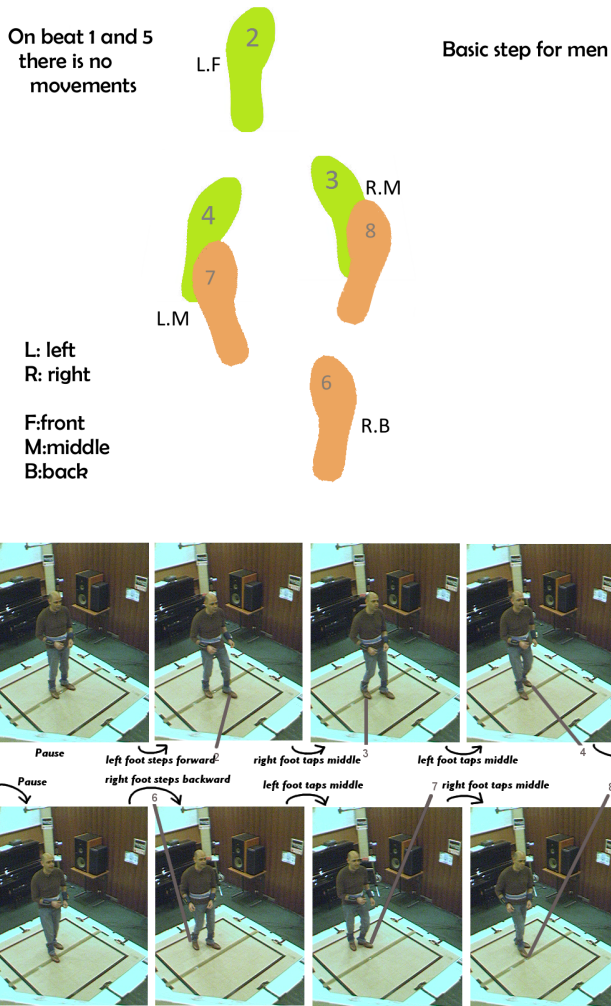 On beat 1 and 5
there is no
movements
Basic step for men
2
L.F
3
R.M
4
8
7
L.M
L: left
R: right
6
F:front
M:middle
B:back
R.B
Pause
left foot steps forward
2
right foot taps middle
3
left foot taps middle
4
Pause
right foot steps backward
6
left foot taps middle
7
right foot taps middle
8